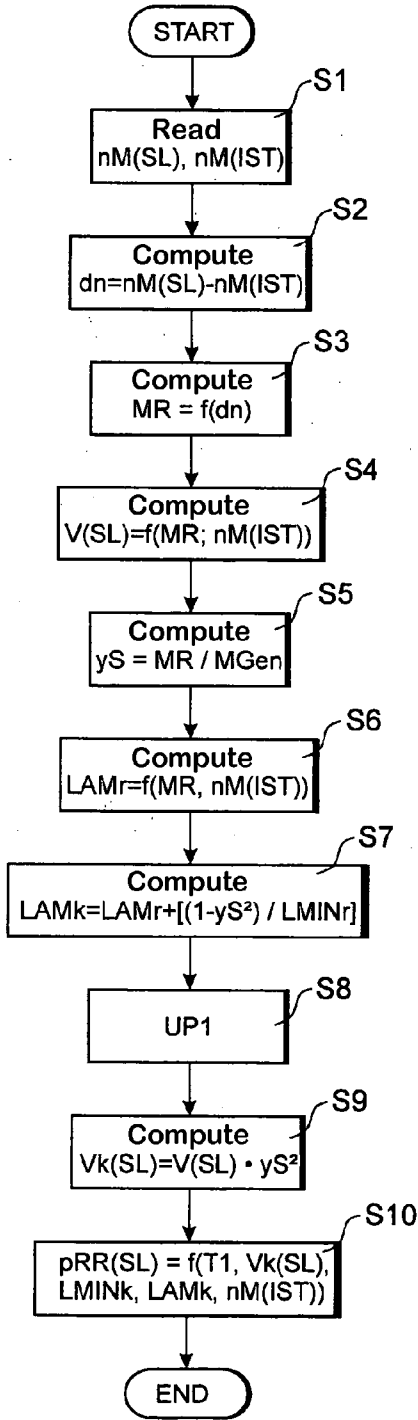 START
S1
Read
nM(SL), nM(IST)
S2
Compute
dn=nM(SL)-nM(IST)
S3
Compute
MR = f(dn)
S4
Compute
V(SL)=f(MR; nM(IST))
S5
Compute
yS = MR / MGen
S6
Compute
LAMr=f(MR, nM(IST))
S7
Compute
LAMk=LAMr+[(1-yS²) / LMINr]
S8
UP1
S9
Compute
Vk(SL)=V(SL) • yS²
S10
pRR(SL) = f(T1, Vk(SL),
LMINk, LAMk, nM(IST))
END